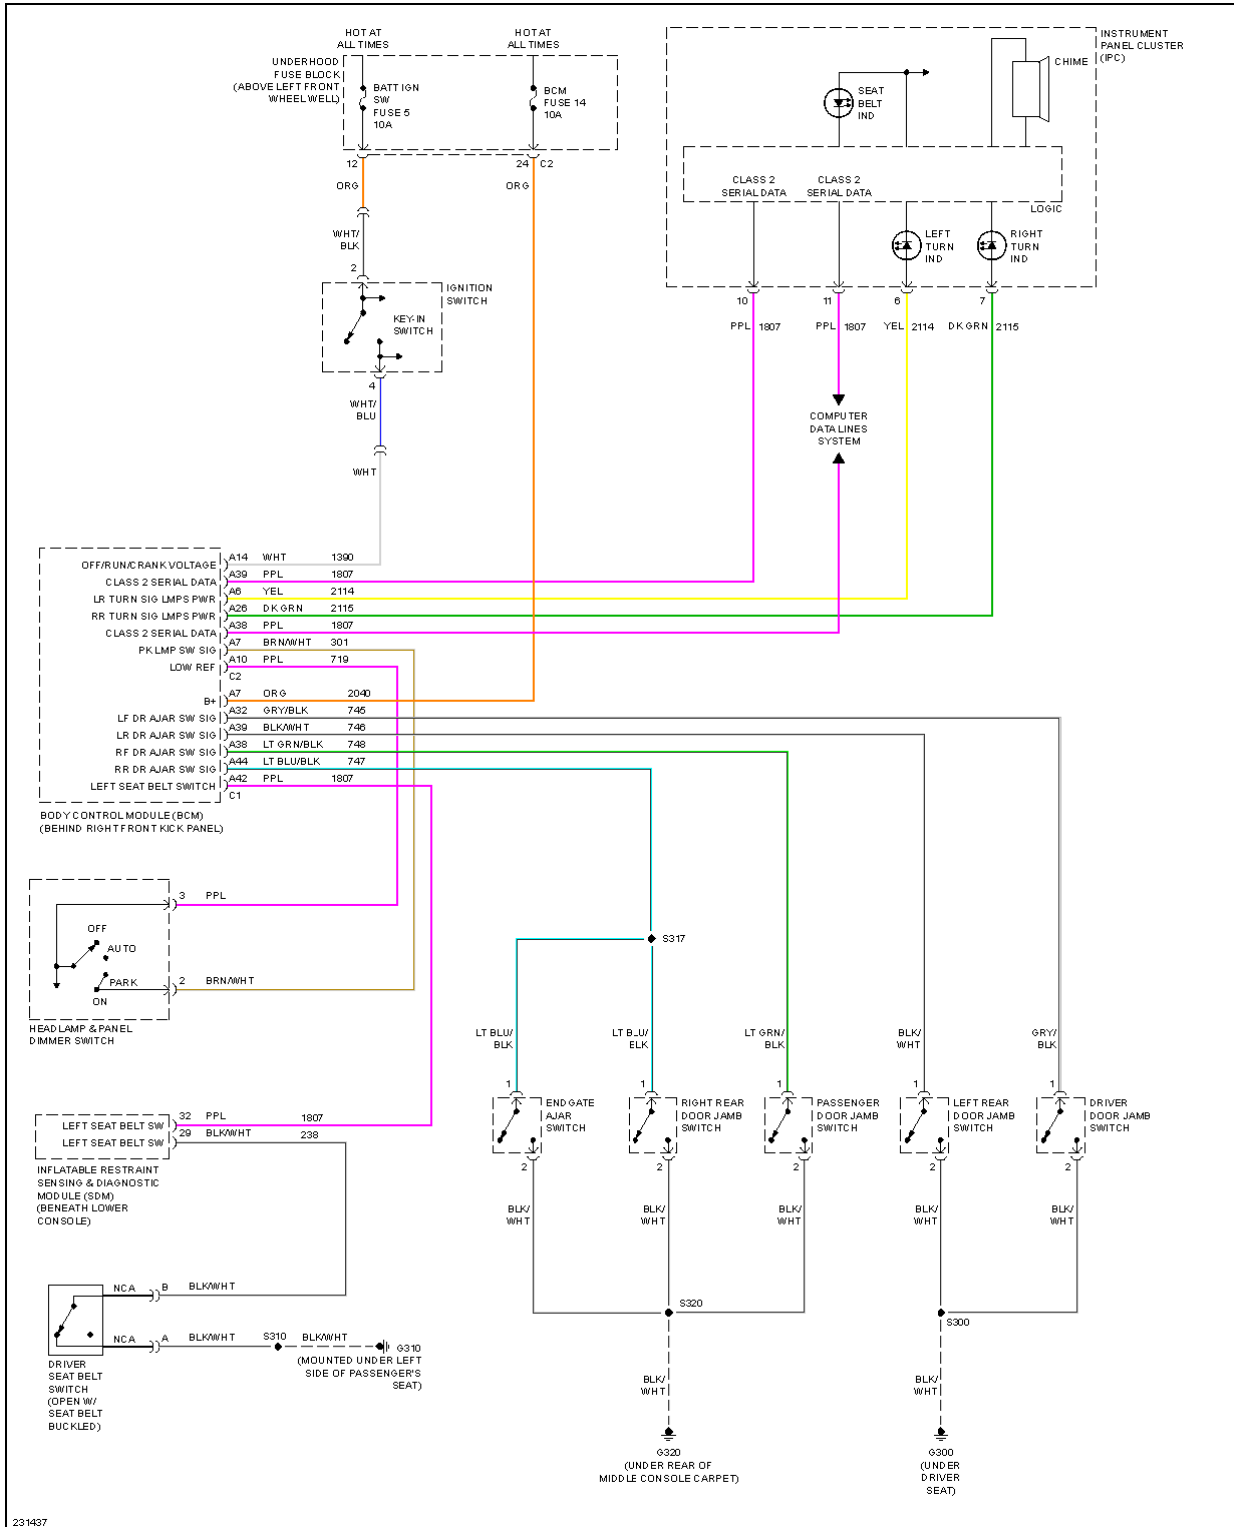 HOT AT
ALL TIMES
HOT AT
ALL TIMES
UNDERHOOD
FUSE BLOCK
(ABOVE LEFT FRONT
WHEEL WELL)
BATT IGN
SW
FUSE 5
10A
BCM
FUSE 14
10A
12
24
C2
ORG
ORG
WHT/
BLK
2
IGNITION
SWITCH
KEY-IN
SWITCH
4
WHT/
BLU
WHT
INSTRUMENT
PANEL CLUSTER
(IPC)
CHIME
SEAT
BELT
IND
CLASS 2
SERIAL DATA
CLASS 2
SERIAL DATA
LOGIC
LEFT
TURN
IND
RIGHT
TURN
IND
10
11
6
7
PPL 1807
PPL 1807
YEL 2114
DK GRN 2115
COMPUTER
DATA LINES
SYSTEM
OFF/RUN/CRANK VOLTAGE A14 WHT 1390
CLASS 2 SERIAL DATA A39 PPL 1807
LR TURN SIG LMPS PWR A6 YEL 2114
RR TURN SIG LMPS PWR A26 DK GRN 2115
CLASS 2 SERIAL DATA A38 PPL 1807
PK LMP SW SIG A7 BRN/WHT 301
LOW REF A10 PPL 719
C2
B+ A7 ORG 2040
LF DR AJAR SW SIG A32 GRY/BLK 745
LR DR AJAR SW SIG A39 BLK/WHT 746
RF DR AJAR SW SIG A38 LT GRN/BLK 748
RR DR AJAR SW SIG A44 LT BLU/BLK 747
LEFT SEAT BELT SWITCH A42 PPL 1807
C1
BODY CONTROL MODULE (BCM)
(BEHIND RIGHT FRONT KICK PANEL)
3 PPL
OFF
AUTO
PARK
ON
2 BRN/WHT
HEADLAMP & PANEL
DIMMER SWITCH
S317
LT BLU/
BLK
LT BLU/
ELK
LT GRN/
BLK
BLK/
WHT
GRY/
BLK
1
1
1
1
1
ENDGATE
AJAR
SWITCH
RIGHT REAR
DOOR JAMB
SWITCH
PASSENGER
DOOR JAMB
SWITCH
LEFT REAR
DOOR JAMB
SWITCH
DRIVER
DOOR JAMB
SWITCH
2
2
2
2
2
BLK/
WHT
BLK/
WHT
BLK/
WHT
BLK/
WHT
BLK/
WHT
LEFT SEAT BELT SW 32 PPL 1807
LEFT SEAT BELT SW 29 BLK/WHT 238
INFLATABLE RESTRAINT
SENSING & DIAGNOSTIC
MODULE (SDM)
(BENEATH LOWER
CONSOLE)
NCA B BLK/WHT
NCA A BLK/WHT S310 BLK/WHT
G310
(MOUNTED UNDER LEFT
SIDE OF PASSENGER'S
SEAT)
DRIVER
SEAT BELT
SWITCH
(OPEN W/
SEAT BELT
BUCKLED)
S320
S300
BLK/
WHT
BLK/
WHT
G320
(UNDER REAR OF
MIDDLE CONSOLE CARPET)
G300
(UNDER
DRIVER
SEAT)
231437